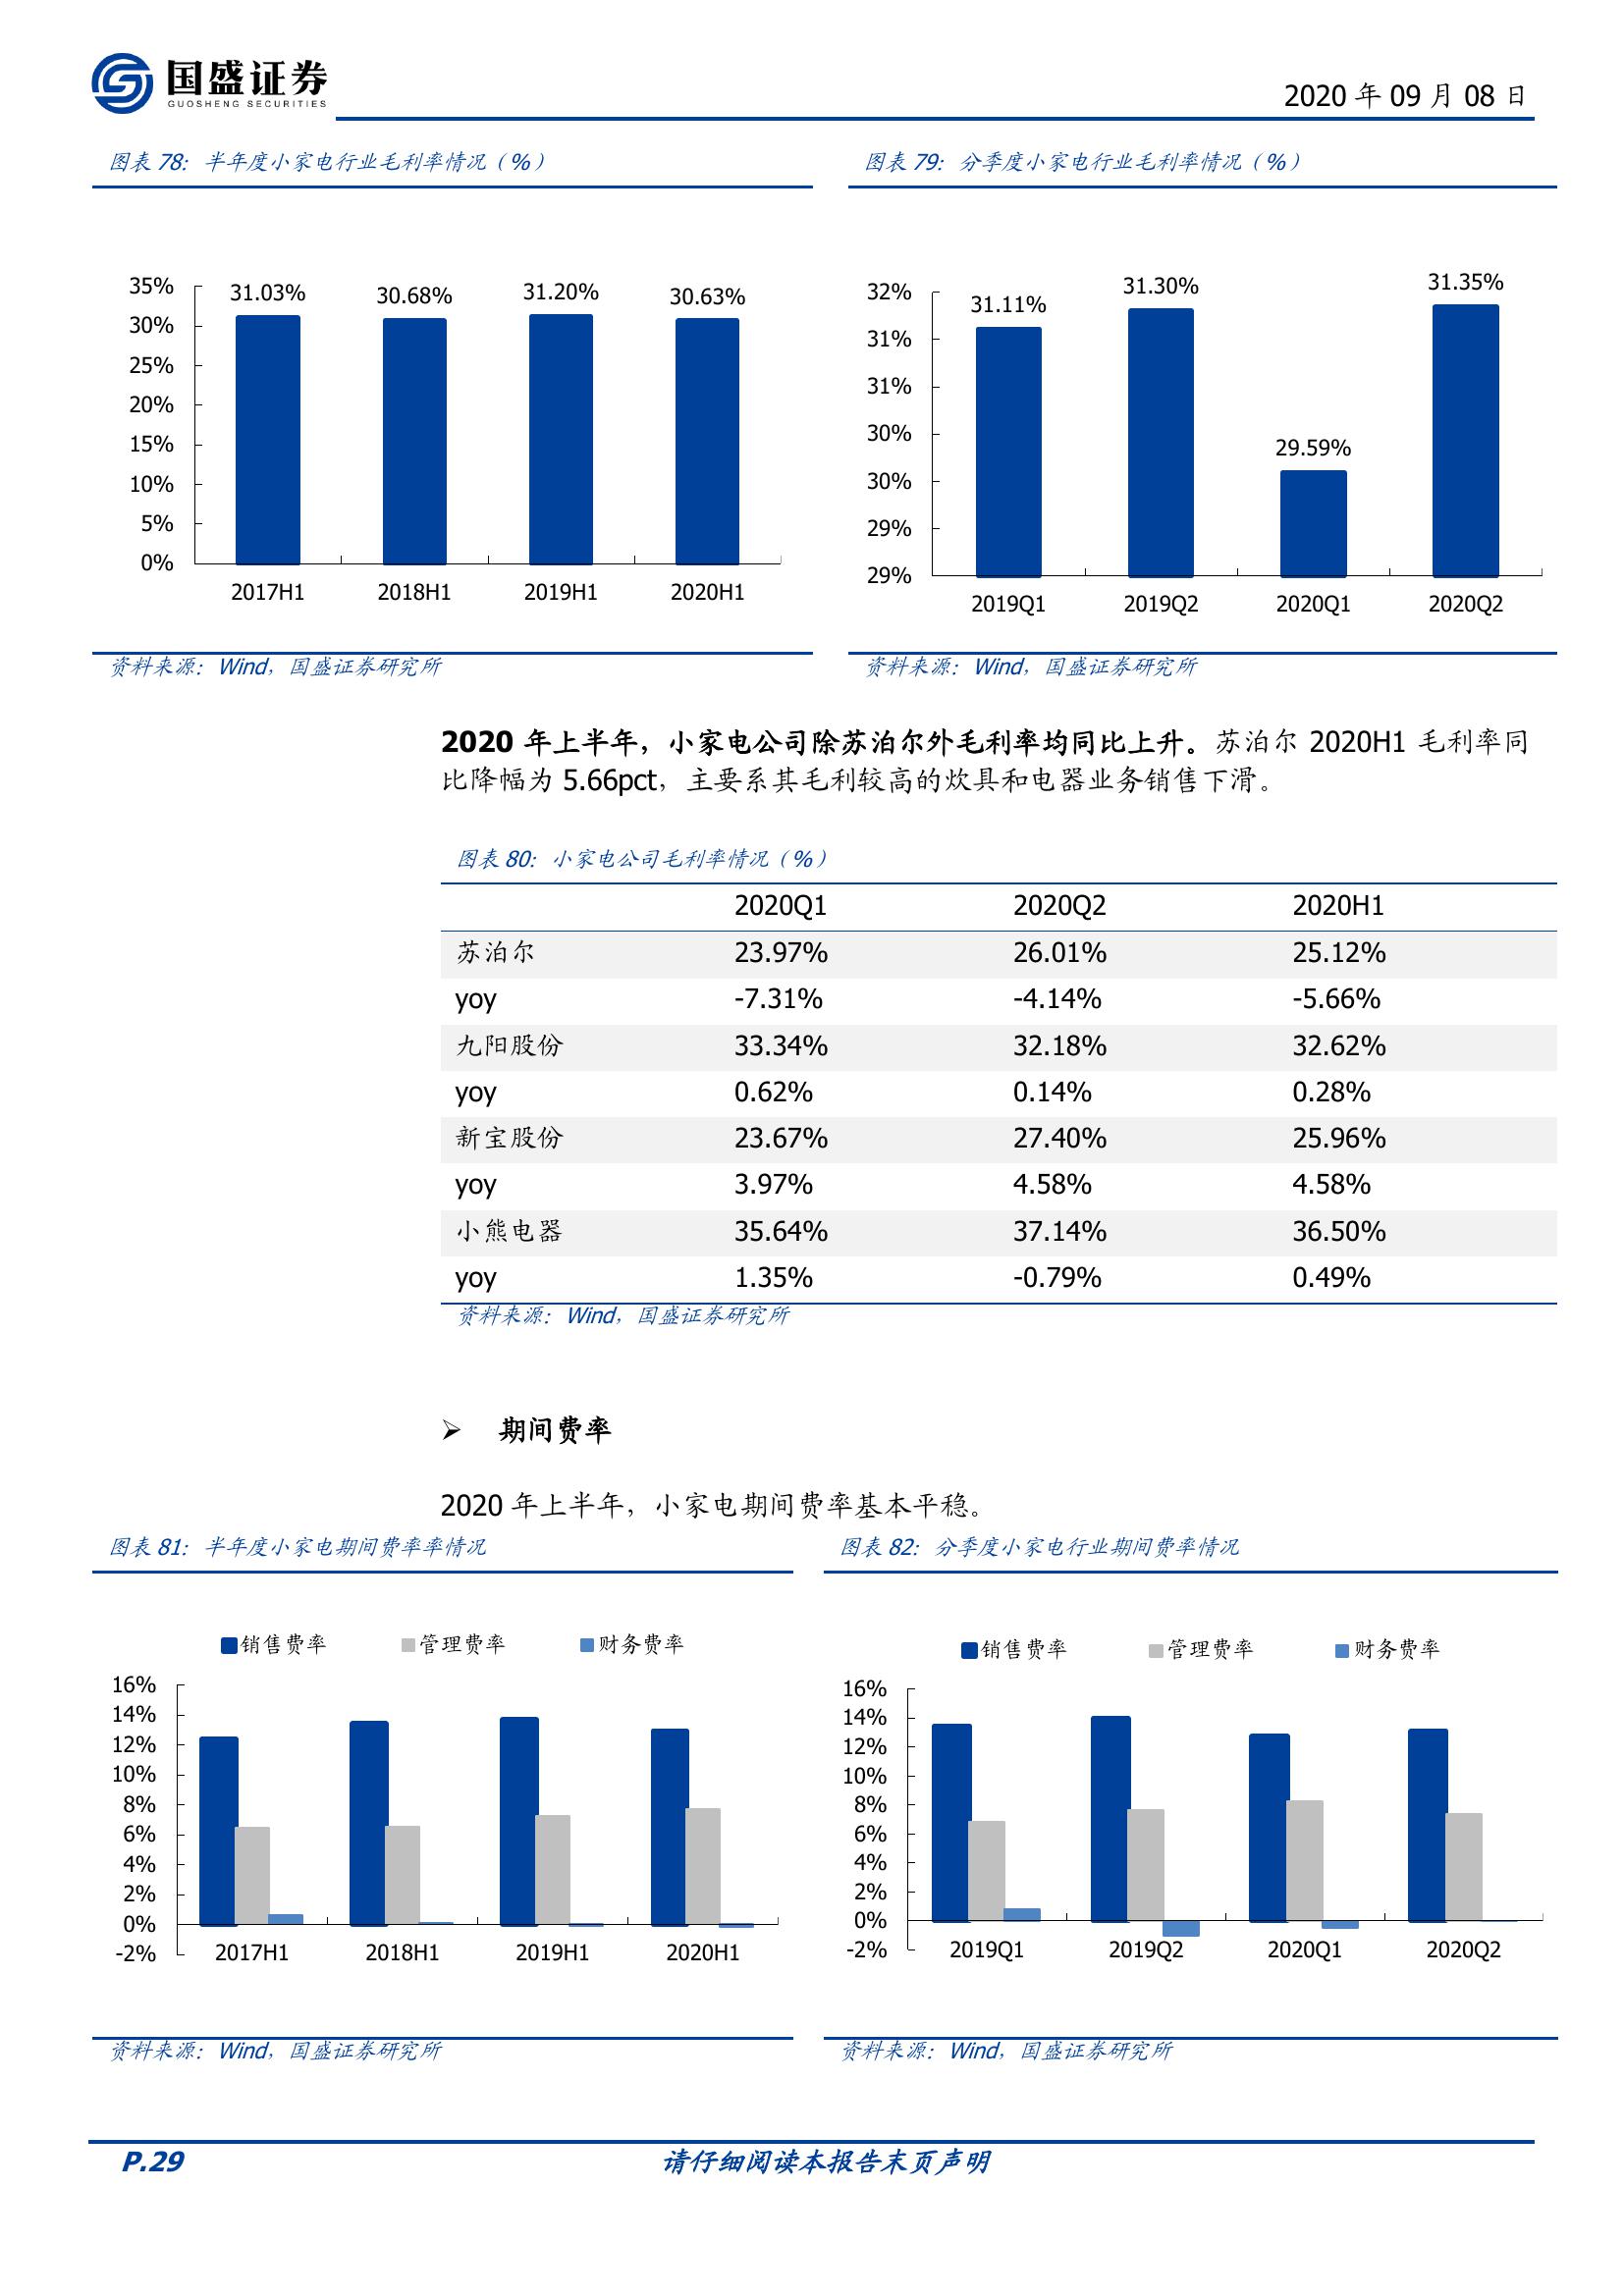 国盛证券
GUOSHENG SECURITIES
2020 年 09 月 08 日
图表 78：半年度小家电行业毛利率情况（%）
35%
30%
25%
20%
15%
10%
5%
0%
31.03% 30.68% 31.20% 30.63%
2017H1 2018H1 2019H1 2020H1
资料来源：Wind，国盛证券研究所
图表 79：分季度小家电行业毛利率情况（%）
32%
31%
31%
30%
30%
29%
29%
31.11% 31.30% 29.59% 31.35%
2019Q1 2019Q2 2020Q1 2020Q2
资料来源：Wind，国盛证券研究所
2020 年上半年，小家电公司除苏泊尔外毛利率均同比上升。苏泊尔 2020H1 毛利率同
比降幅为 5.66pct，主要系其毛利较高的炊具和电器业务销售下滑。
图表 80：小家电公司毛利率情况（%）
2020Q1 2020Q2 2020H1
苏泊尔 23.97% 26.01% 25.12%
yoy -7.31% -4.14% -5.66%
九阳股份 33.34% 32.18% 32.62%
yoy 0.62% 0.14% 0.28%
新宝股份 23.67% 27.40% 25.96%
yoy 3.97% 4.58% 4.58%
小熊电器 35.64% 37.14% 36.50%
yoy 1.35% -0.79% 0.49%
资料来源：Wind，国盛证券研究所
➢ 期间费率
2020 年上半年，小家电期间费率基本平稳。
图表 81：半年度小家电期间费率率情况
销售费率 管理费率 财务费率
16%
14%
12%
10%
8%
6%
4%
2%
0%
-2%
2017H1 2018H1 2019H1 2020H1
资料来源：Wind，国盛证券研究所
图表 82：分季度小家电行业期间费率情况
销售费率 管理费率 财务费率
16%
14%
12%
10%
8%
6%
4%
2%
0%
-2%
2019Q1 2019Q2 2020Q1 2020Q2
资料来源：Wind，国盛证券研究所
P.29 请仔细阅读本报告末页声明